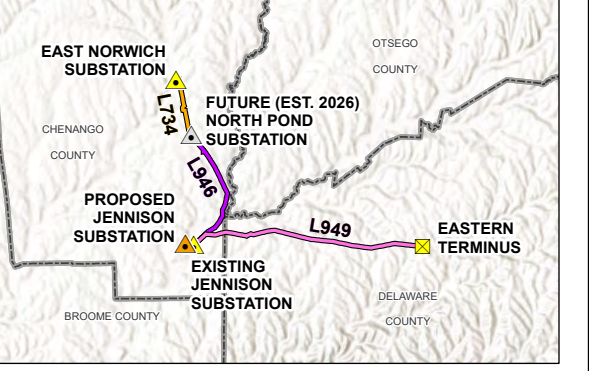 EAST NORWICH
SUBSTATION
OTSEGO
COUNTY
L734
FUTURE (EST. 2026)
NORTH POND
SUBSTATION
CHENANGO
COUNTY
L946
PROPOSED
JENNISON
SUBSTATION
L949
EASTERN
TERMINUS
EXISTING
JENNISON
SUBSTATION
DELAWARE
COUNTY
BROOME COUNTY